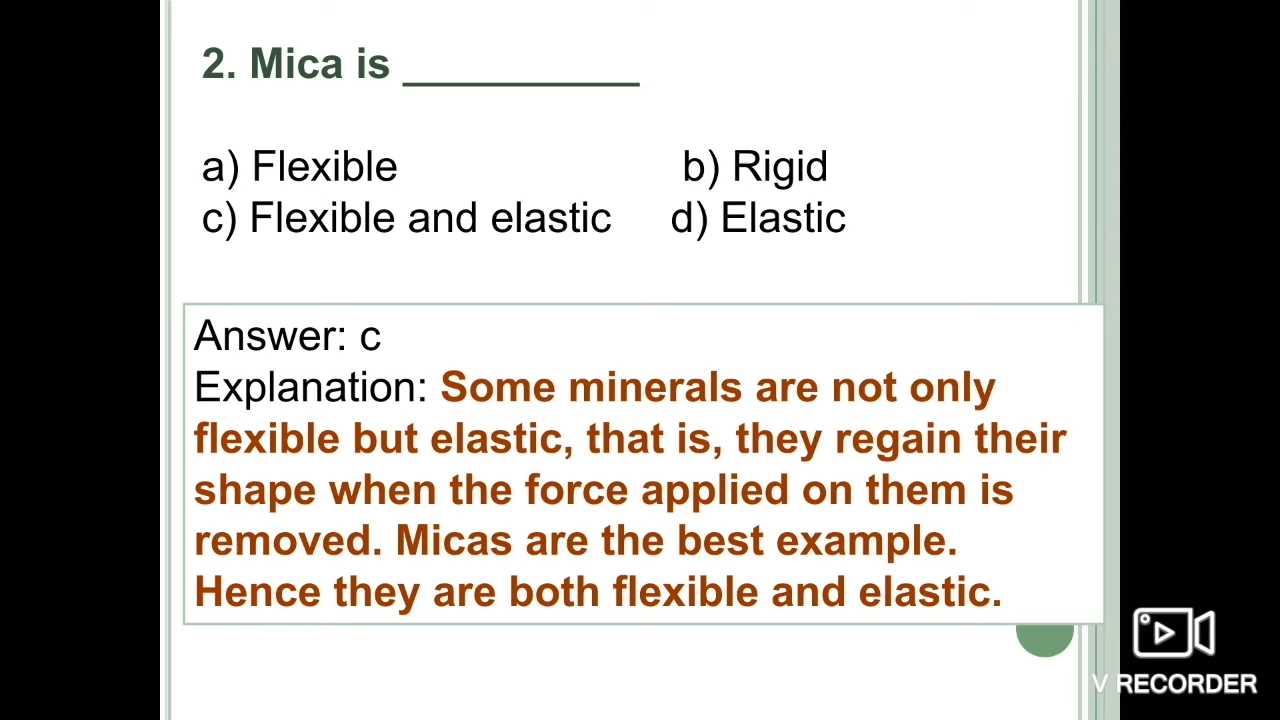 2. Mica is __________
a) Flexible b) Rigid
c) Flexible and elastic d) Elastic
Answer: c
Explanation: Some minerals are not only
flexible but elastic, that is, they regain their
shape when the force applied on them is
removed. Micas are the best example.
Hence they are both flexible and elastic.
V RECORDER